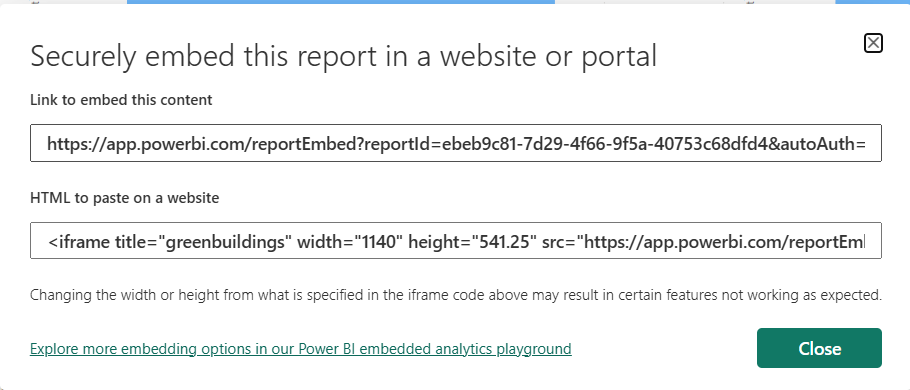 Securely embed this report in a website or portal
Link to embed this content
https://app.powerbi.com/reportEmbed?reportId=ebeb9c81-7d29-4f66-9f5a-40753c68dfd4&autoAuth=
HTML to paste on a website
<iframe title="greenbuildings" width="1140" height="541.25" src="https://app.powerbi.com/reportEm
Changing the width or height from what is specified in the iframe code above may result in certain features not working as expected.
Explore more embedding options in our Power BI embedded analytics playground
Close